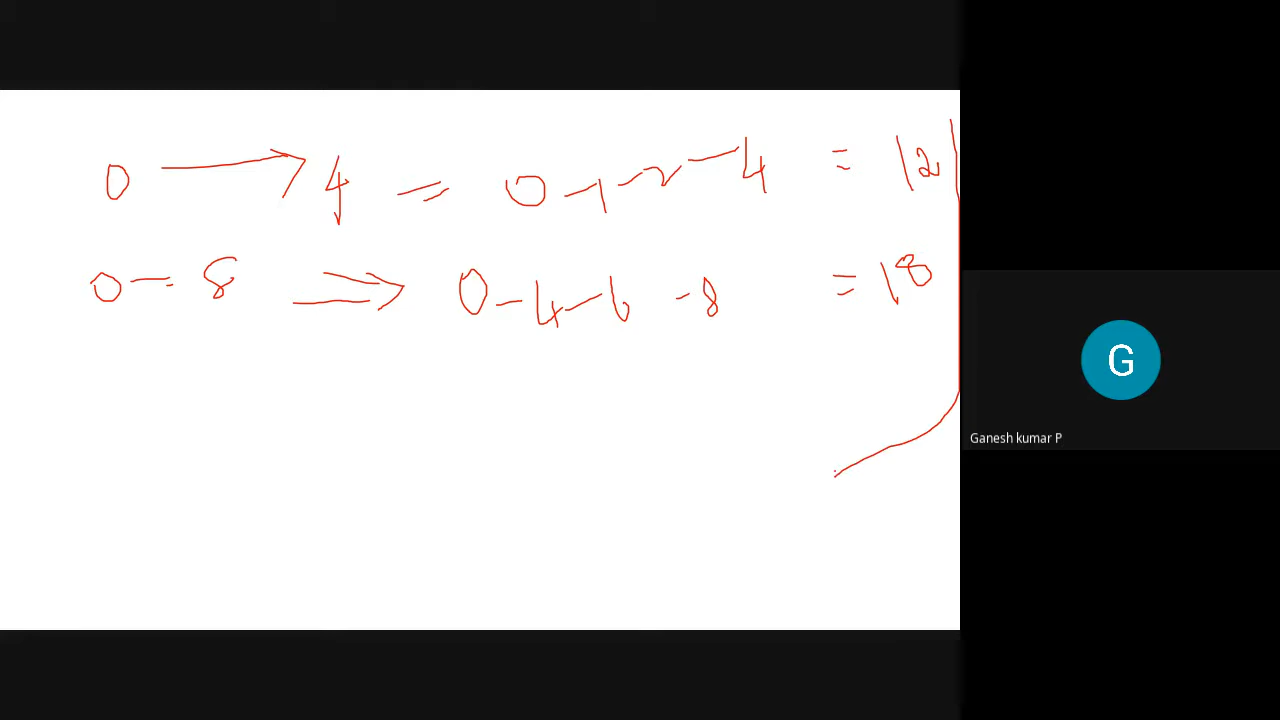 0 → 4 = 0 - 1 - 2 - 4 = 12
0 - 8 ⇒ 0 - 4 - 6 - 8 = 18
G
Ganesh kumar P